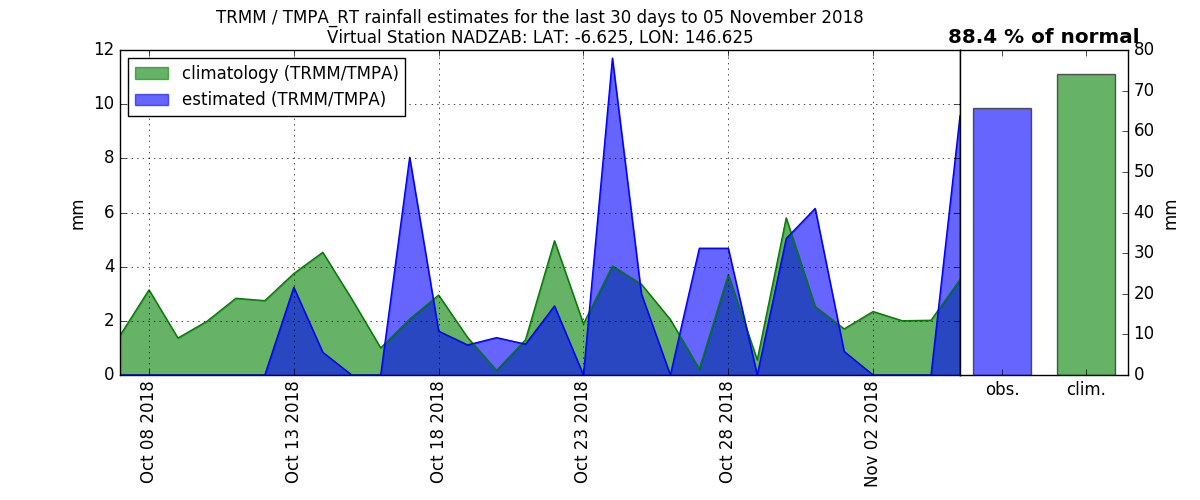 TRMM / TMPA_RT rainfall estimates for the last 30 days to 05 November 2018
Virtual Station NADZAB: LAT: -6.625, LON: 146.625
88.4 % of normal
climatology (TRMM/TMPA)
estimated (TRMM/TMPA)
12
10
8
6
4
2
0
mm
80
70
60
50
40
30
20
10
0
mm
Oct 08 2018
Oct 13 2018
Oct 18 2018
Oct 23 2018
Oct 28 2018
Nov 02 2018
obs.
clim.